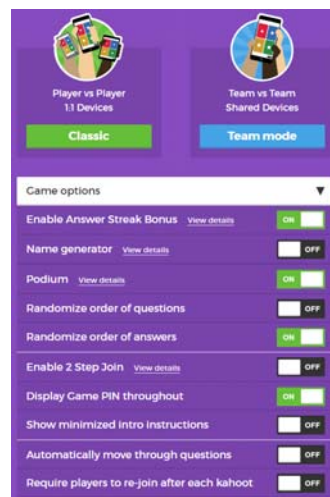 Player vs Player
1:1 Devices
Classic
Team vs Team
Shared Devices
Team mode
Game options
Enable Answer Streak Bonus View details ON
Name generator View details OFF
Podium View details ON
Randomize order of questions OFF
Randomize order of answers ON
Enable 2 Step Join View details OFF
Display Game PIN throughout ON
Show minimized intro instructions OFF
Automatically move through questions OFF
Require players to re-join after each kahoot OFF